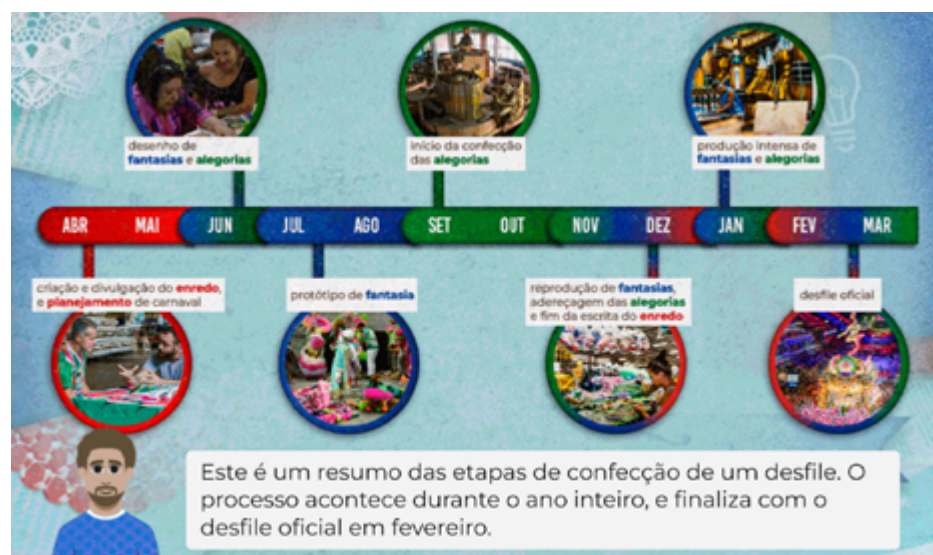 desenho de
fantasias e alegorias
início da confecção
das alegorias
produção intensa de
fantasias e alegorias
ABR MAI JUN JUL AGO SET OUT NOV DEZ JAN FEV MAR
criação e divulgação do enredo,
e planejamento de carnaval
protótipo de fantasia
reprodução de fantasias,
adereçagem das alegorias
e fim da escrita do enredo
desfile oficial
Este é um resumo das etapas de confecção de um desfile. O
processo acontece durante o ano inteiro, e finaliza com o
desfile oficial em fevereiro.